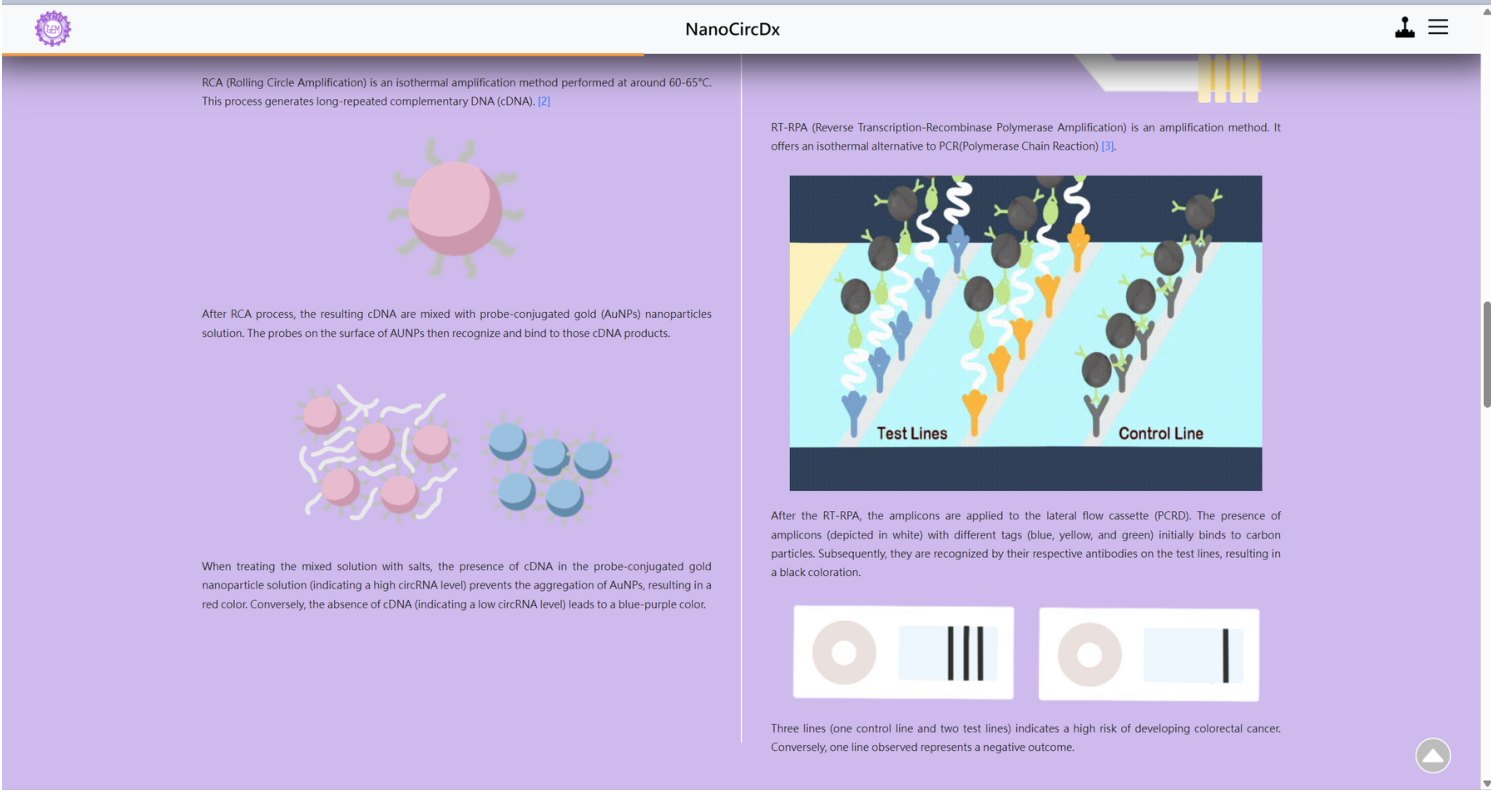 NanoCircDx
RCA (Rolling Circle Amplification) is an isothermal amplification method performed at around 60-65°C.
This process generates long-repeated complementary DNA (cDNA). [2]
After RCA process, the resulting cDNA are mixed with probe-conjugated gold (AuNPs) nanoparticles
solution. The probes on the surface of AUNPs then recognize and bind to those cDNA products.
When treating the mixed solution with salts, the presence of cDNA in the probe-conjugated gold
nanoparticle solution (indicating a high circRNA level) prevents the aggregation of AuNPs, resulting in a
red color. Conversely, the absence of cDNA (indicating a low circRNA level) leads to a blue-purple color.
RT-RPA (Reverse Transcription-Recombinase Polymerase Amplification) is an amplification method. It
offers an isothermal alternative to PCR(Polymerase Chain Reaction) [3].
Test Lines
Control Line
After the RT-RPA, the amplicons are applied to the lateral flow cassette (PCRD). The presence of
amplicons (depicted in white) with different tags (blue, yellow, and green) initially binds to carbon
particles. Subsequently, they are recognized by their respective antibodies on the test lines, resulting in
a black coloration.
Three lines (one control line and two test lines) indicates a high risk of developing colorectal cancer.
Conversely, one line observed represents a negative outcome.